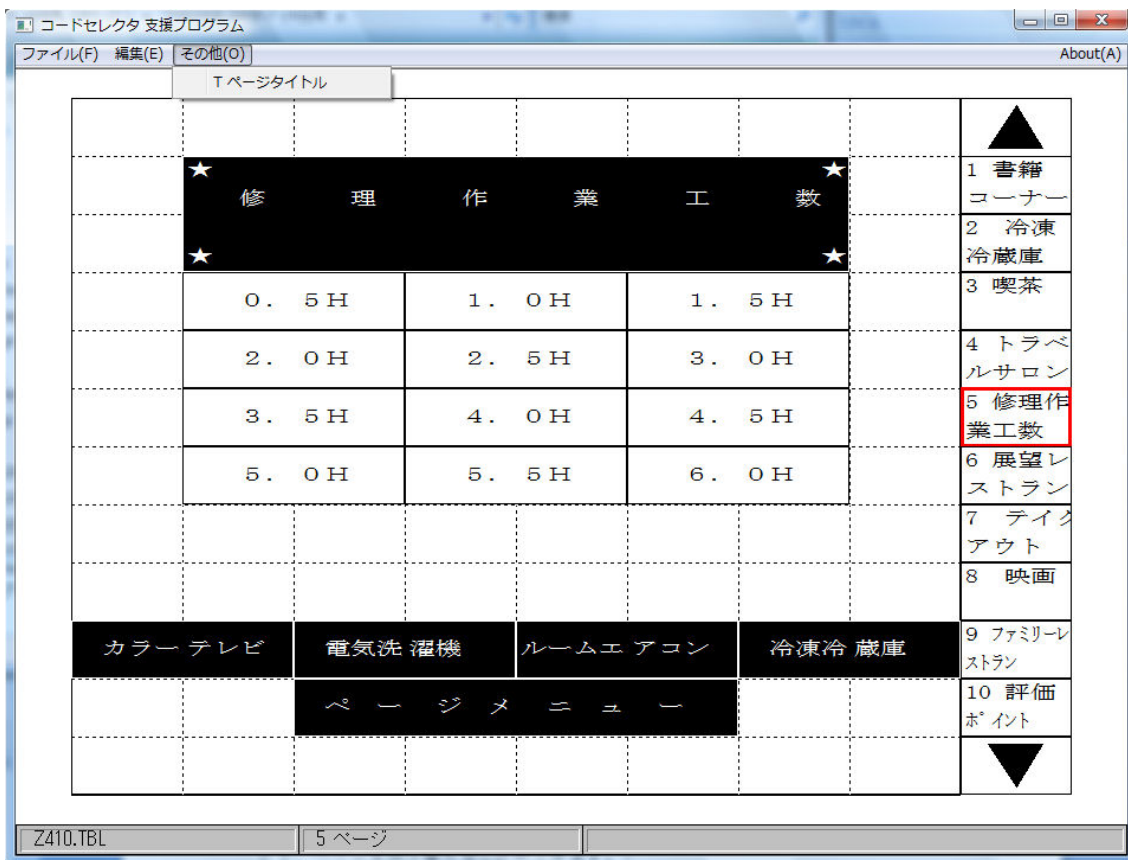 コードセレクタ 支援プログラム
ファイル(F) 編集(E) その他(O) About(A)
T ページタイトル
★ ★
修 理 作 業 工 数
★ ★
0. 5H 1. 0H 1. 5H
2. 0H 2. 5H 3. 0H
3. 5H 4. 0H 4. 5H
5. 0H 5. 5H 6. 0H
カラーテレビ 電気洗濯機 ルームエアコン 冷凍冷蔵庫
ページメニュー
1 書籍
コーナー
2 冷凍
冷蔵庫
3 喫茶
4 トラベ
ルサロン
5 修理作
業工数
6 展望レ
ストラン
7 テイク
アウト
8 映画
9 ファミリーレ
ストラン
10 評価
ポイント
Z410.TBL 5 ページ